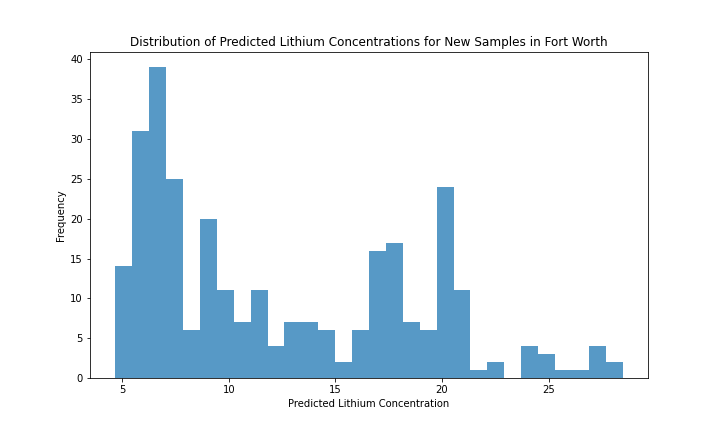 Distribution of Predicted Lithium Concentrations for New Samples in Fort Worth
40
35
30
25
20
15
10
5
0
Frequency
5 10 15 20 25
Predicted Lithium Concentration